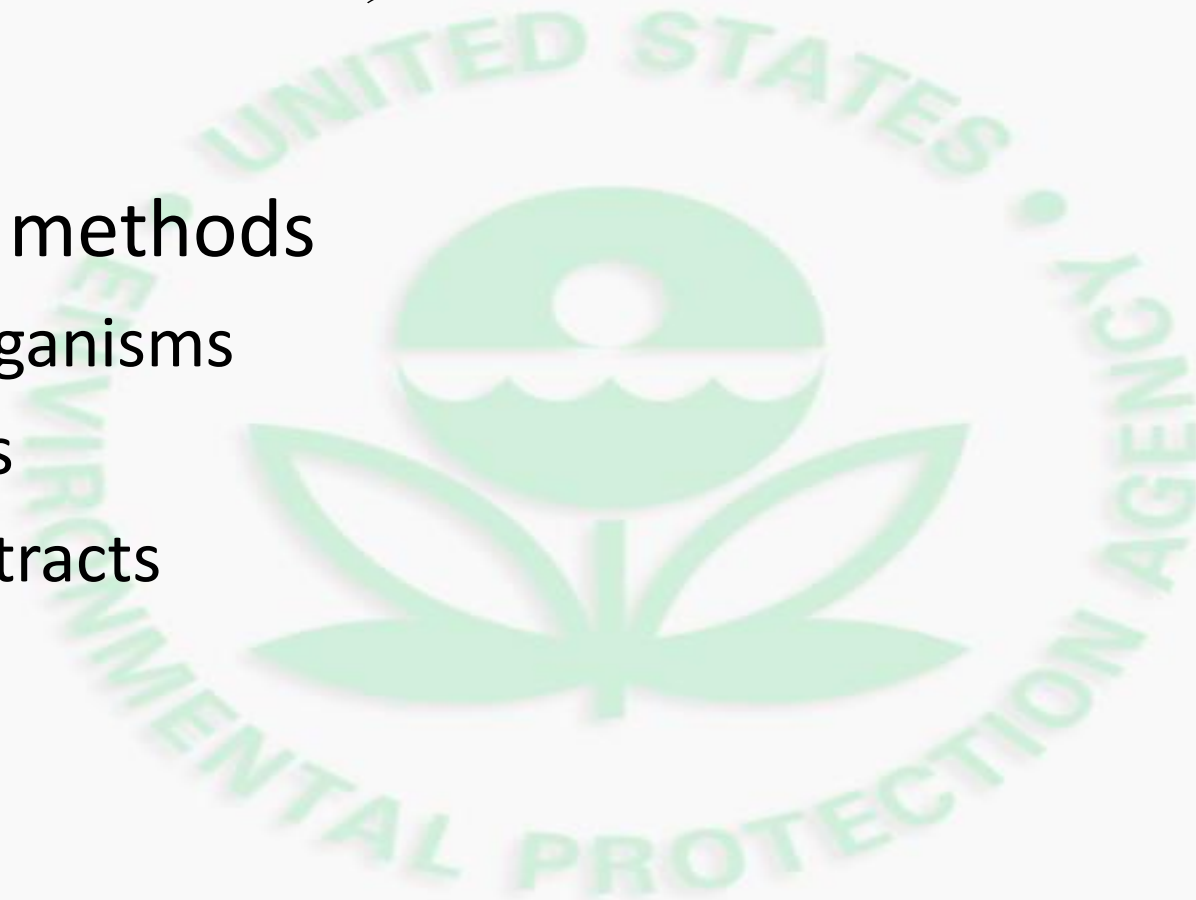 UNITED STATES
ENVIRONMENTAL PROTECTION AGENCY
methods
ganisms
s
tracts